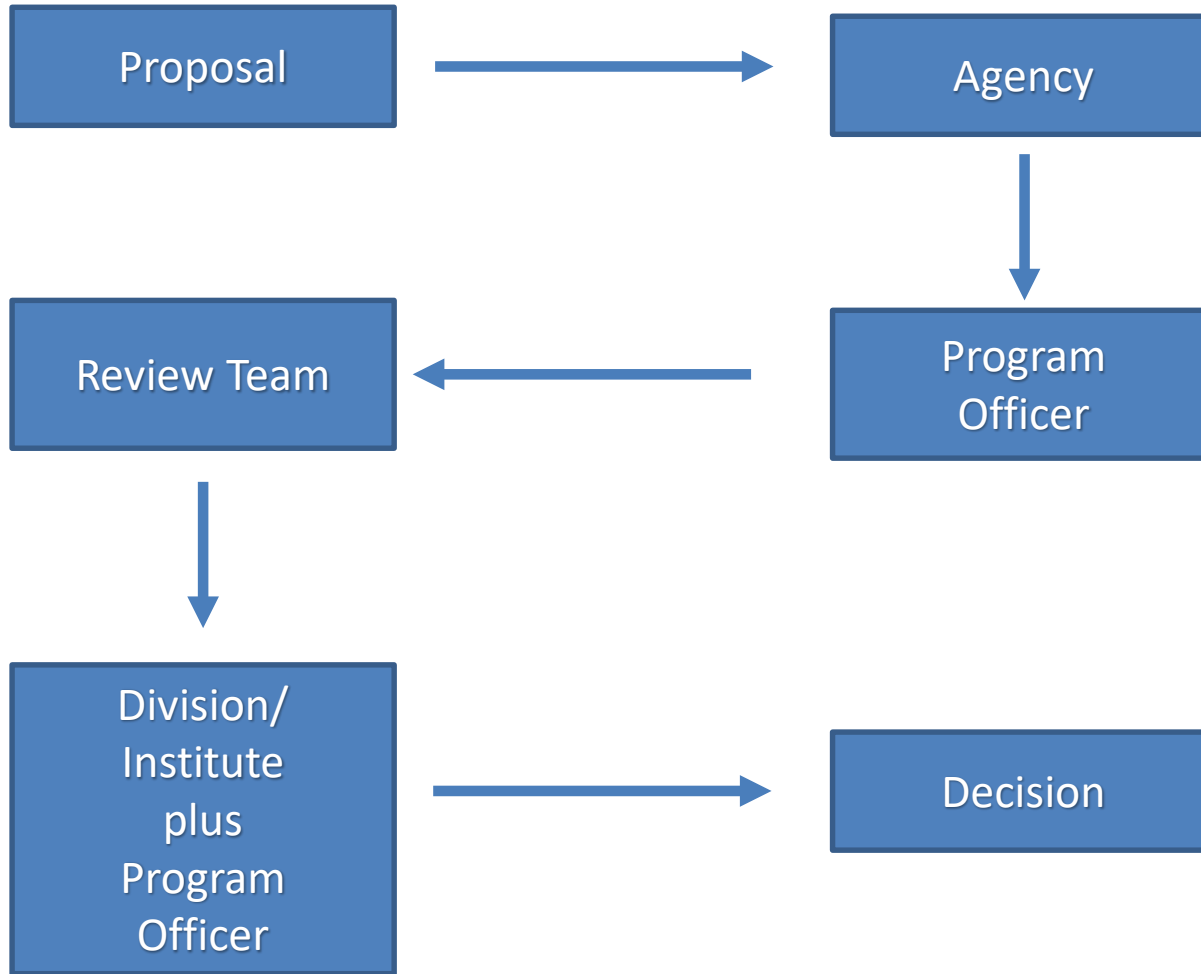 Proposal
Agency
Program
Officer
Review Team
Division/
Institute
plus
Program
Officer
Decision